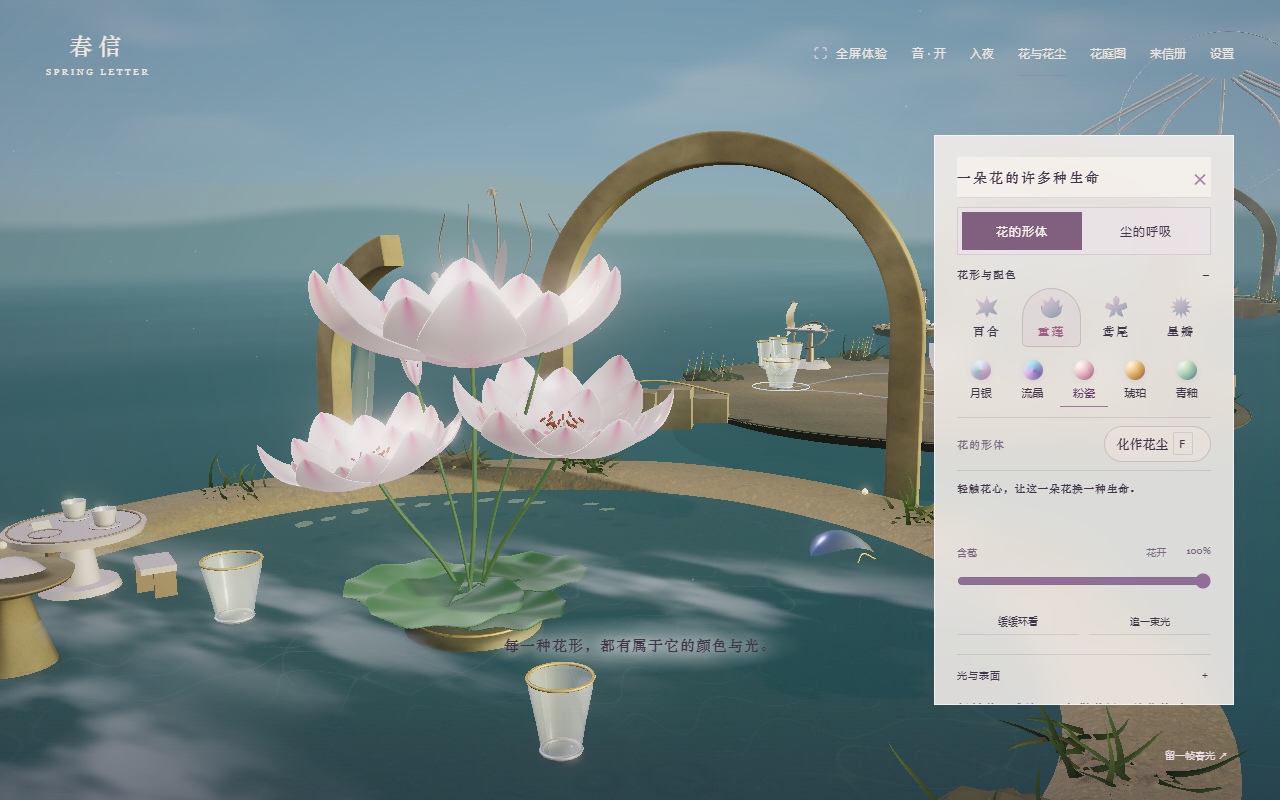 春信
SPRING LETTER
全屏体验 音·开 入夜 花与花尘 花庭图 来信册 设置
一朵花的许多种生命 ×
花的形体 尘的呼吸
花形与配色 −
百合 重莲 鸢尾 星瓣
月银 流晶 粉瓷 琥珀 青釉
花的形体 化作花尘 F
轻触花心，让这一朵花换一种生命。
含苞 花开 100%
缓缓环看 追一束光
光与表面 +
每一种花形，都有属于它的颜色与光。
留一帧春光 ↗